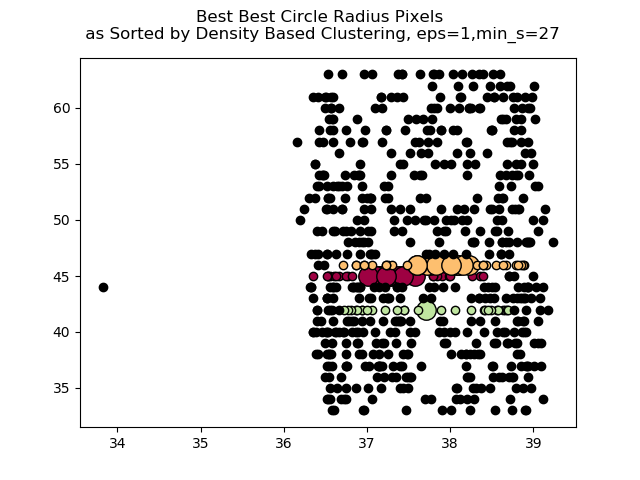 Best Best Circle Radius Pixels
as Sorted by Density Based Clustering, eps=1,min_s=27
60
55
50
45
40
35
34 35 36 37 38 39